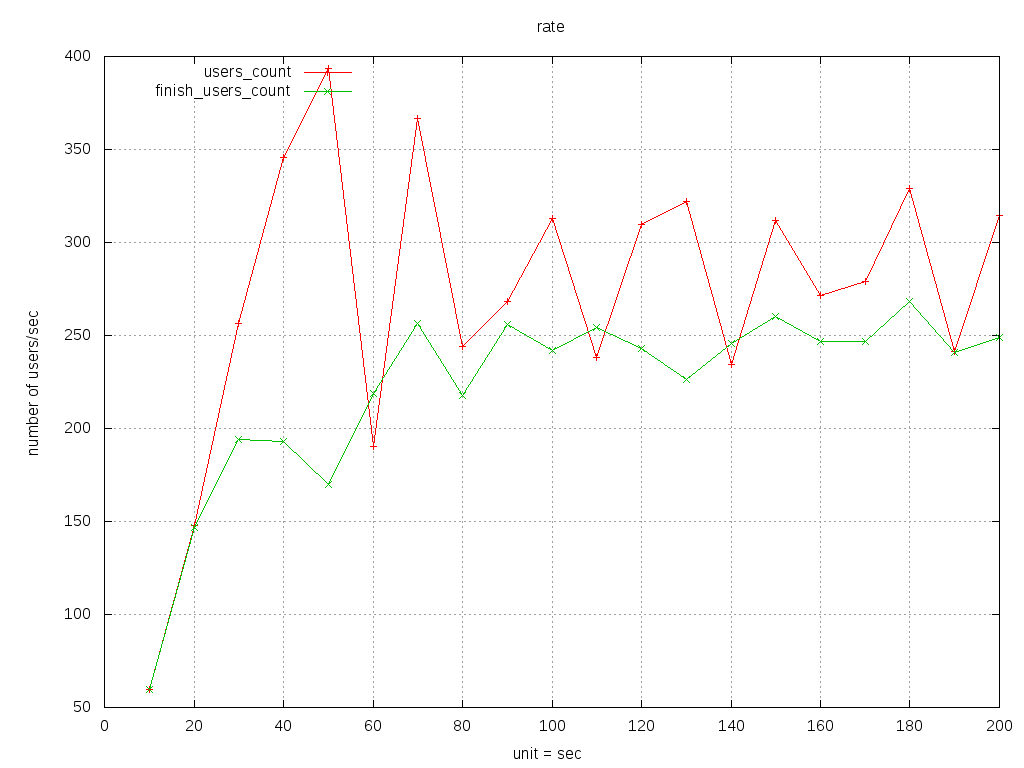 rate
400
350
300
250
200
150
100
50
number of users/sec
users_count
finish_users_count
0 20 40 60 80 100 120 140 160 180 200
unit = sec